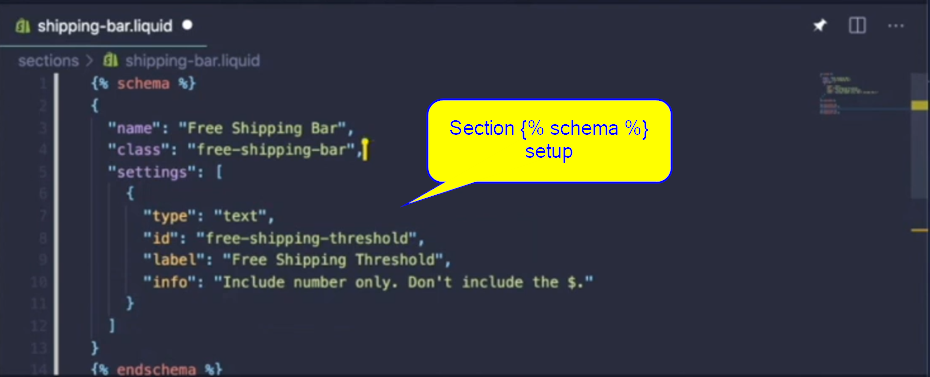 shipping-bar.liquid
sections > shipping-bar.liquid
1 {% schema %}
2 {
3 "name": "Free Shipping Bar",
4 "class": "free-shipping-bar",
5 "settings": [
6 {
7 "type": "text",
8 "id": "free-shipping-threshold",
9 "label": "Free Shipping Threshold",
10 "info": "Include number only. Don't include the $."
11 }
12 ]
13 }
14 {% endschema %}
Section {% schema %}
setup